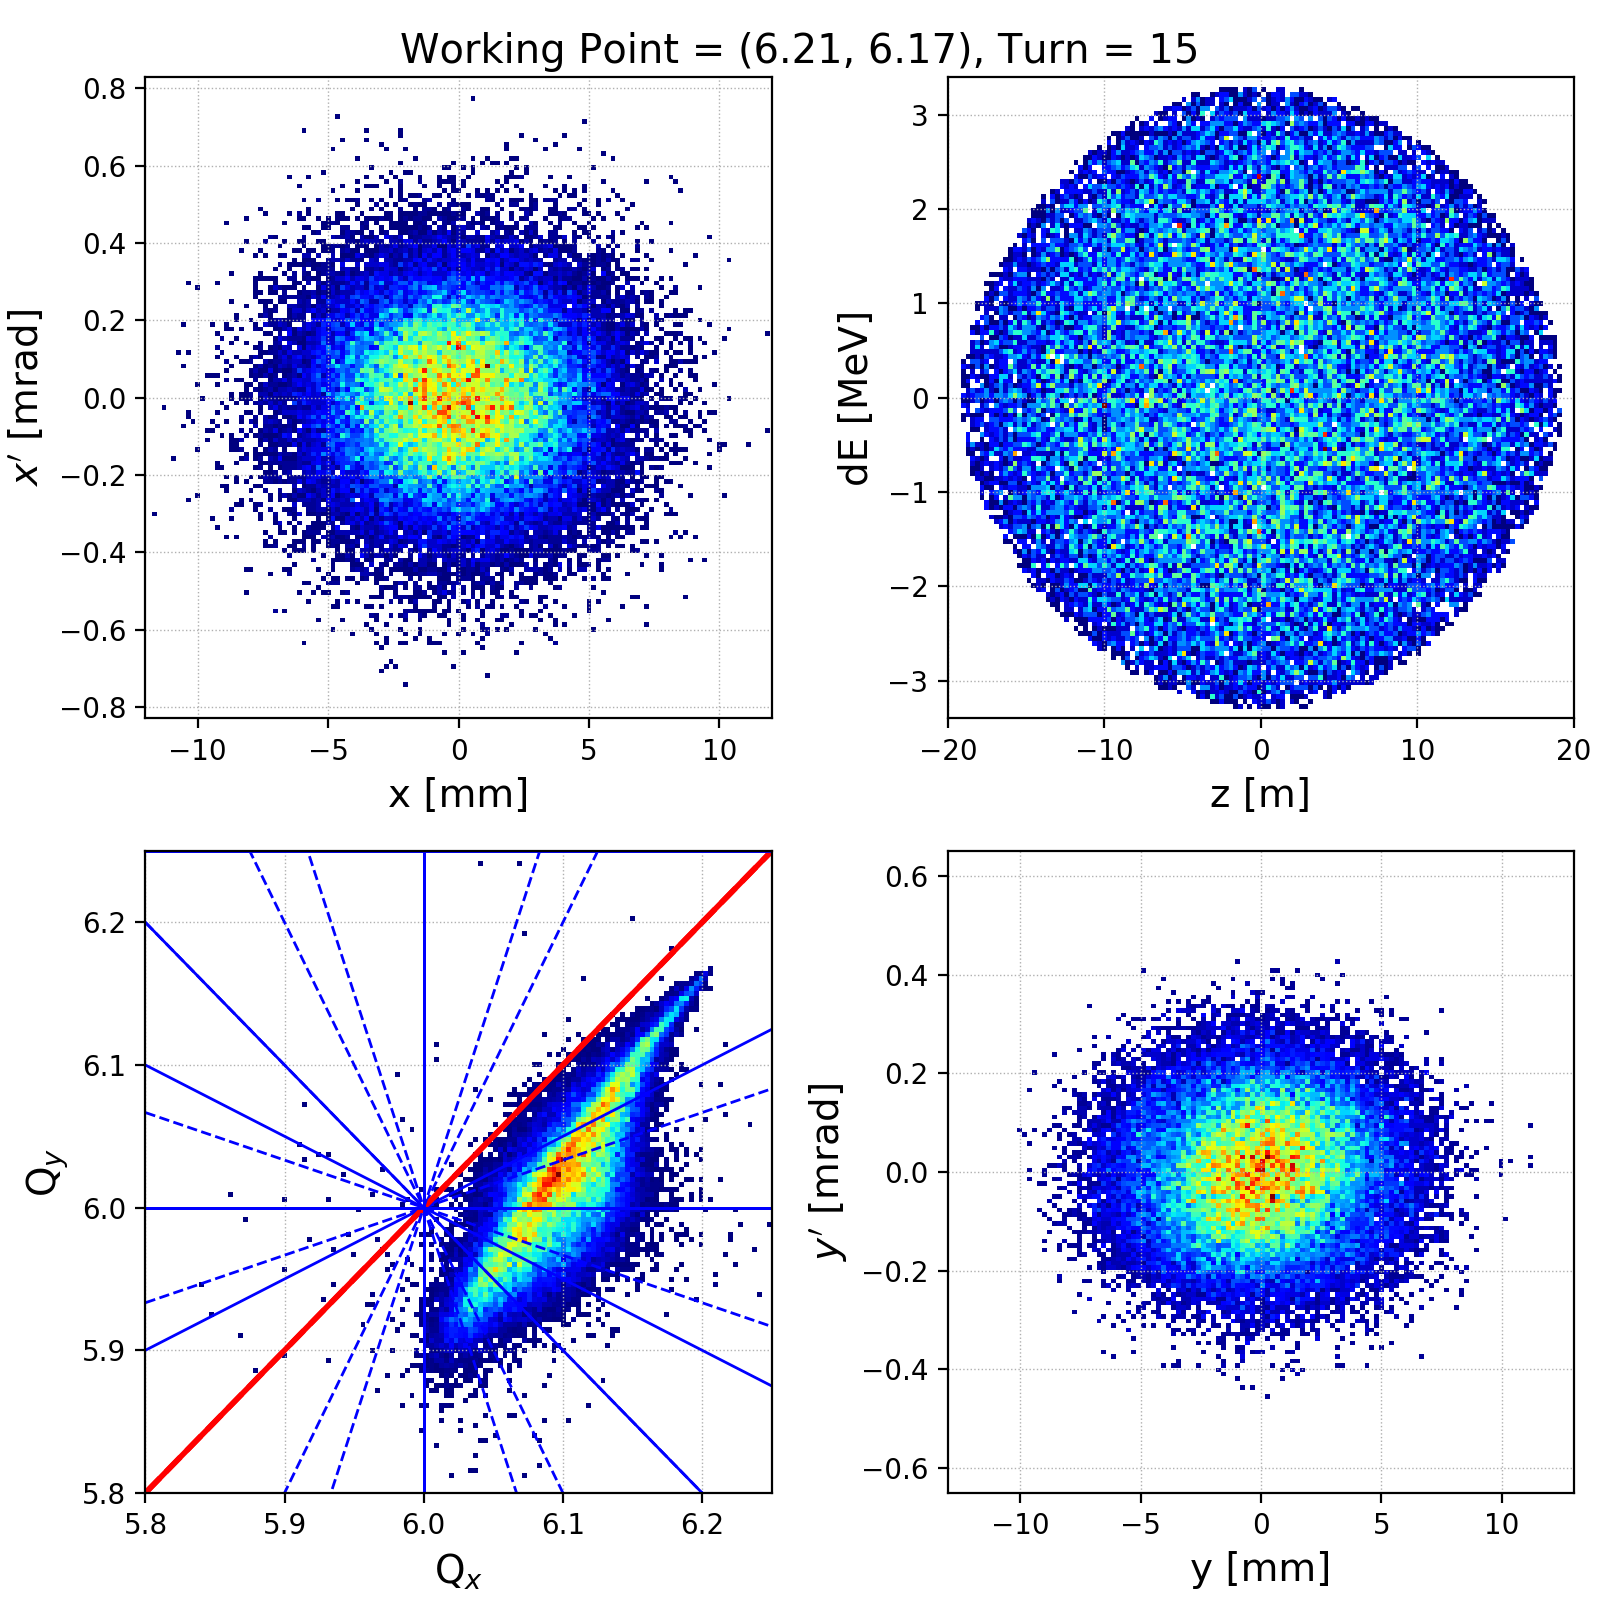 Working Point = (6.21, 6.17), Turn = 15
0.8
0.6
0.4
0.2
0.0
−0.2
−0.4
−0.6
−0.8
x′ [mrad]
−10 −5 0 5 10
x [mm]
3
2
1
0
−1
−2
−3
dE [MeV]
−20 −10 0 10 20
z [m]
6.2
6.1
6.0
5.9
5.8
Qy
5.8 5.9 6.0 6.1 6.2
Qx
0.6
0.4
0.2
0.0
−0.2
−0.4
−0.6
y′ [mrad]
−10 −5 0 5 10
y [mm]